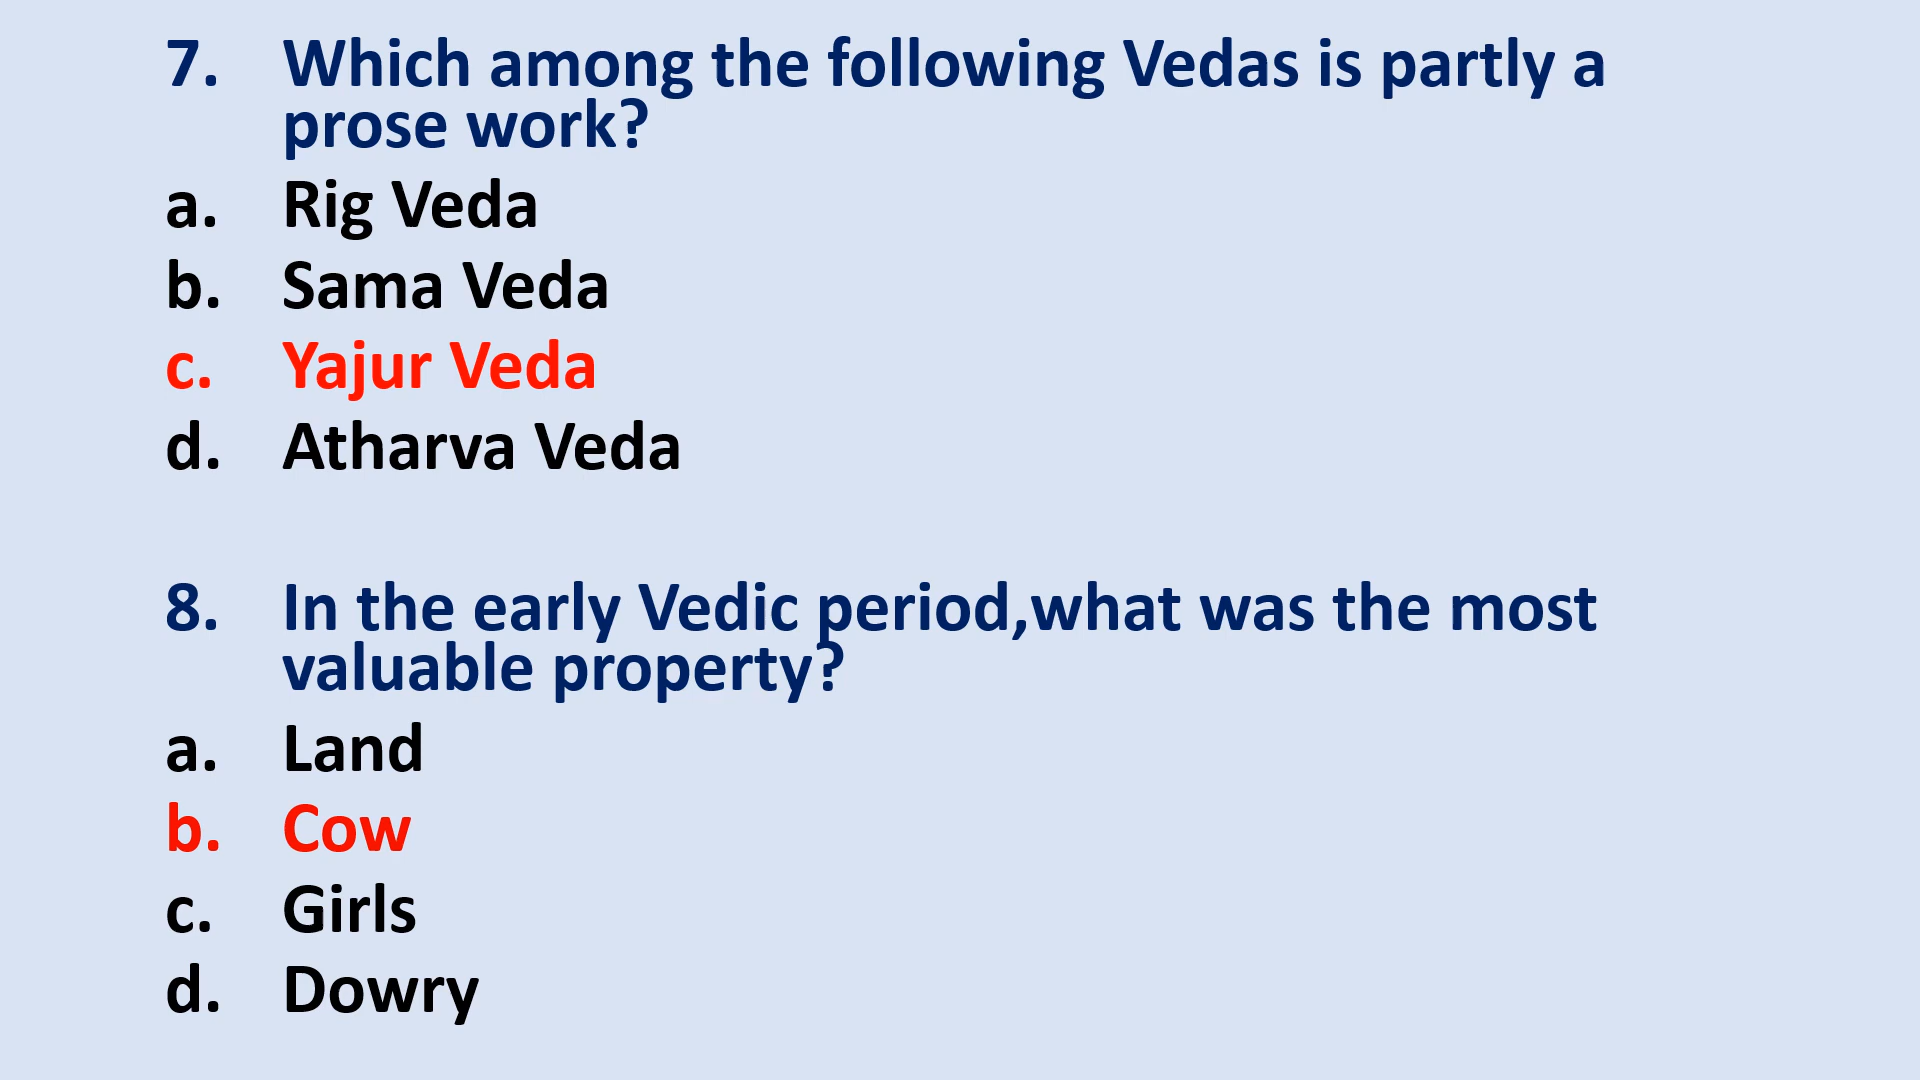 7. Which among the following Vedas is partly a
prose work?
a. Rig Veda
b. Sama Veda
c. Yajur Veda
d. Atharva Veda
8. In the early Vedic period,what was the most
valuable property?
a. Land
b. Cow
c. Girls
d. Dowry